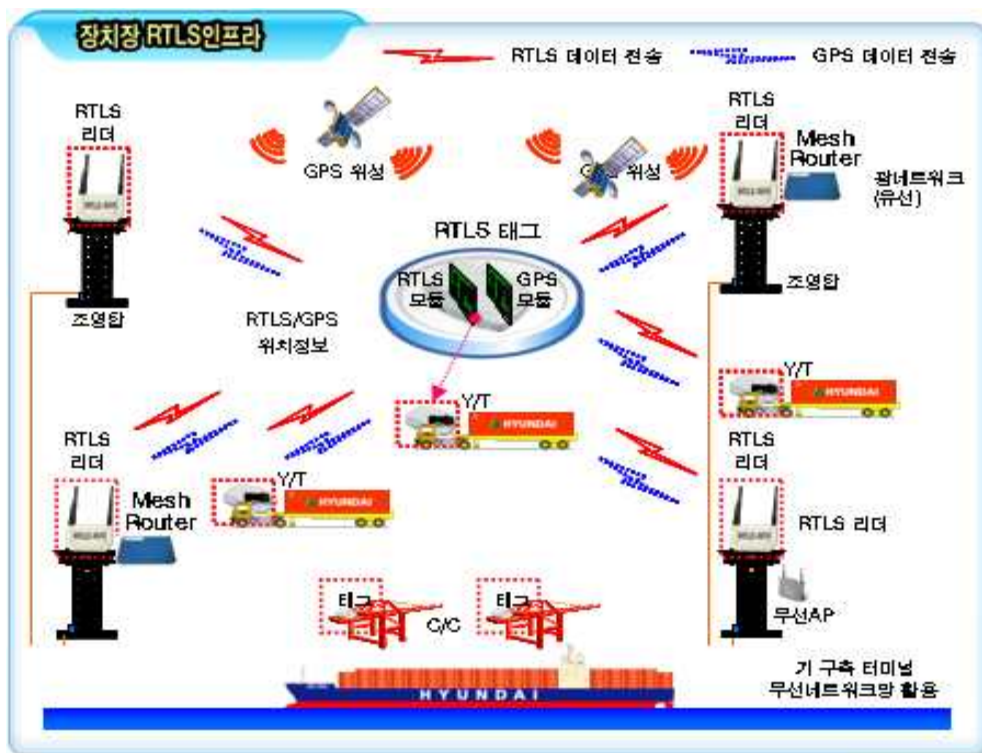 장치장 RTLS인프라
RTLS 데이터 전송
GPS 데이터 전송
RTLS
리더
GPS 위성
위성
RTLS
리더
Mesh
Router
광네트워크
(유선)
RTLS 태그
RTLS
모듈
GPS
모듈
조명탑
조명탑
RTLS/GPS
위치정보
Y/T
HYUNDAI
Y/T
HYUNDAI
RTLS
리더
Mesh
Router
Y/T
HYUNDAI
RTLS
리더
RTLS 리더
무선AP
태그
태그
C/C
HYUNDAI
기 구축 터미널
무선네트워크망 활용